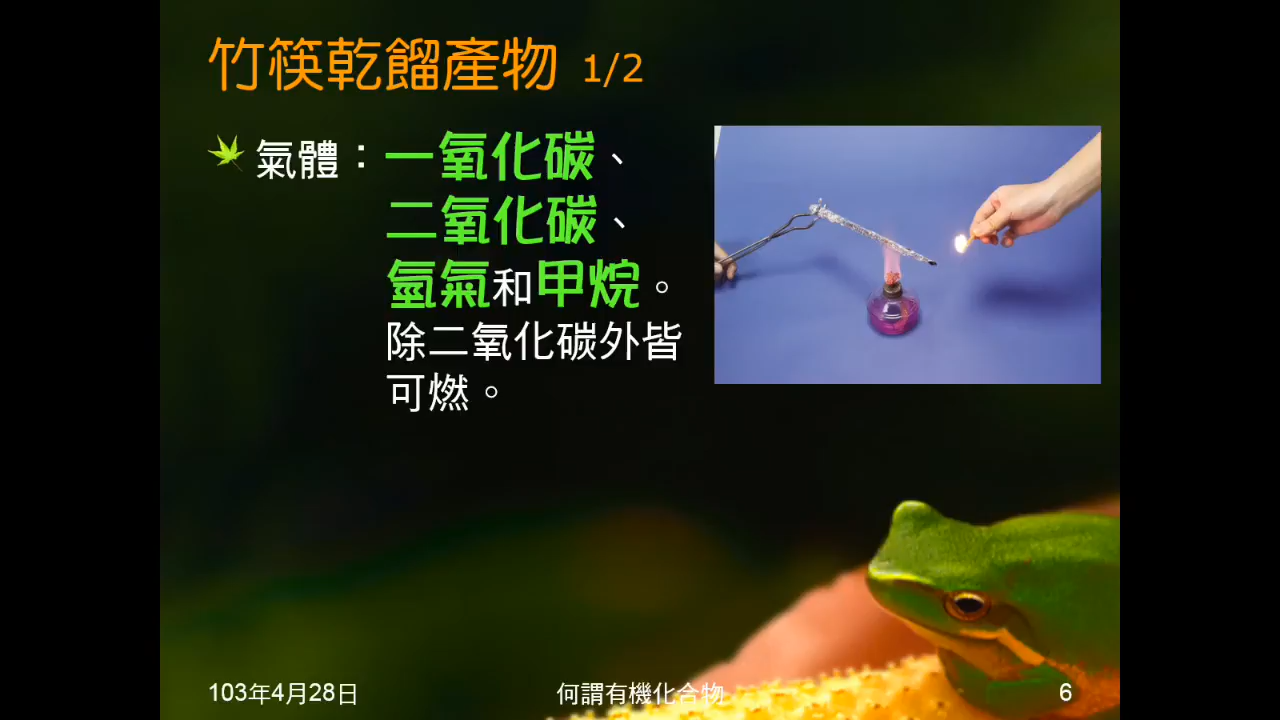 竹筷乾餾產物 1/2
氣體：一氧化碳、
二氧化碳、
氫氣和甲烷。
除二氧化碳外皆
可燃。
103年4月28日
何謂有機化合物
6